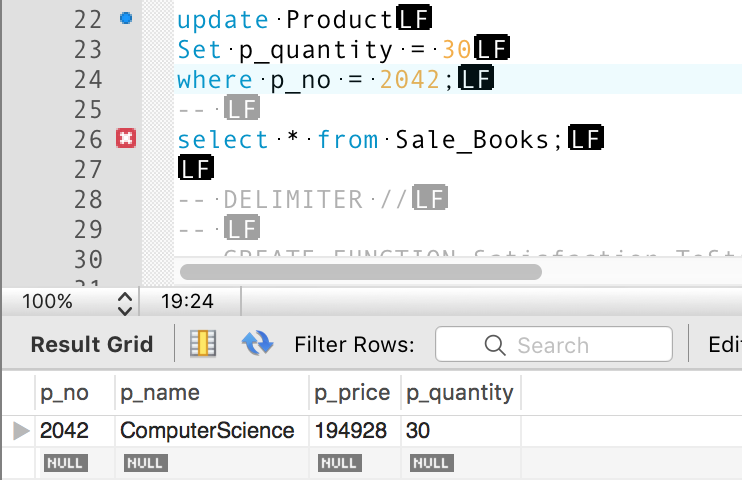 22 update Product LF
23 Set p_quantity = 30 LF
24 where p_no = 2042; LF
25 -- LF
26 select * from Sale_Books; LF
27 LF
28 -- DELIMITER // LF
29 -- LF
30
31
100% 19:24
Result Grid Filter Rows: Search Edi
p_no p_name p_price p_quantity
2042 ComputerScience 194928 30
NULL NULL NULL NULL